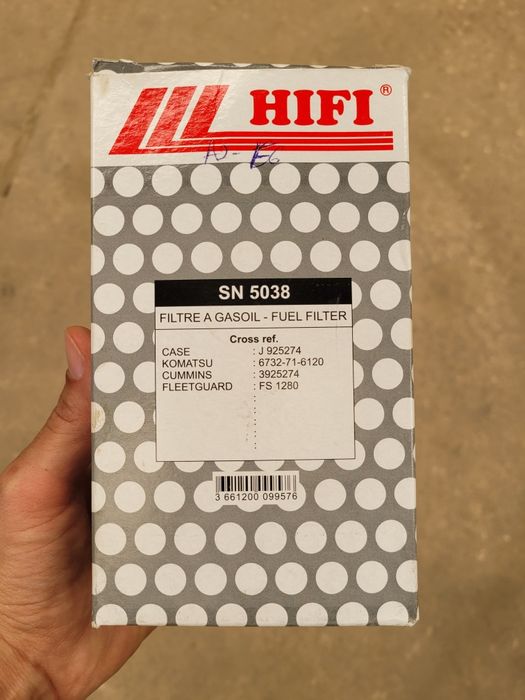 HIFI®
SN 5038
FILTRE A GASOIL - FUEL FILTER
Cross ref.
CASE : J 925274
KOMATSU : 6732-71-6120
CUMMINS : 3925274
FLEETGUARD : FS 1280
3 661200 099576